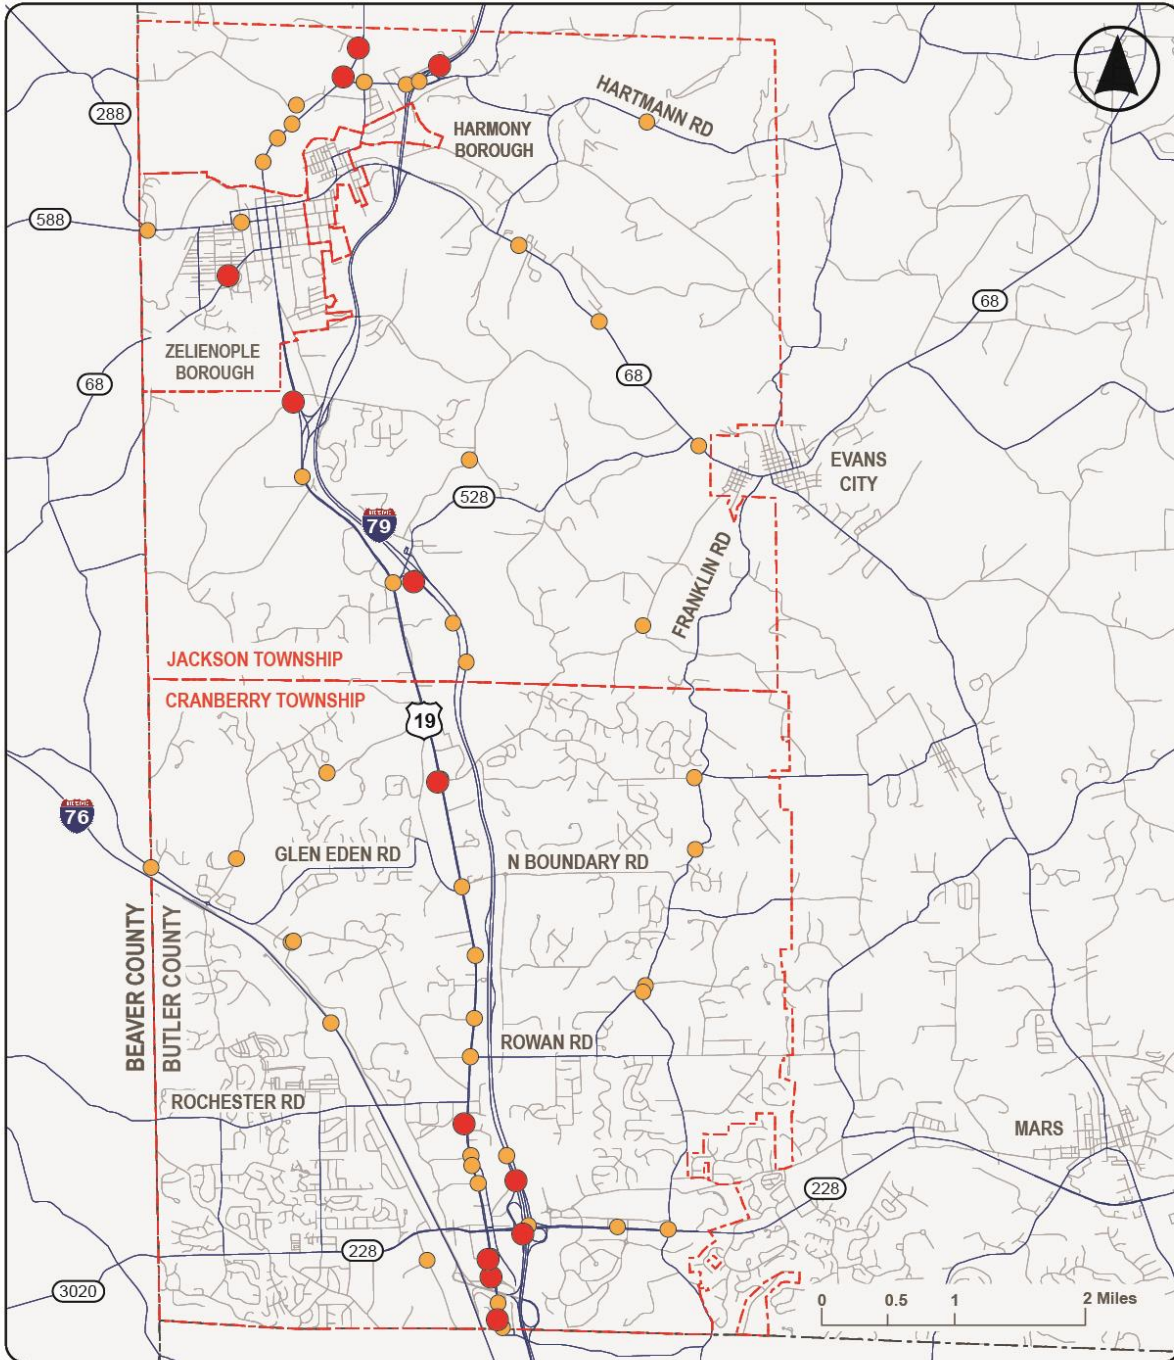 HARTMANN RD
288
HARMONY
BOROUGH
588
68
ZELIENOPLE
BOROUGH
68
68
EVANS
CITY
528
79
FRANKLIN RD
JACKSON TOWNSHIP
CRANBERRY TOWNSHIP
19
76
GLEN EDEN RD
N BOUNDARY RD
BEAVER COUNTY
BUTLER COUNTY
ROWAN RD
ROCHESTER RD
MARS
228
228
3020
0 0.5 1 2 Miles